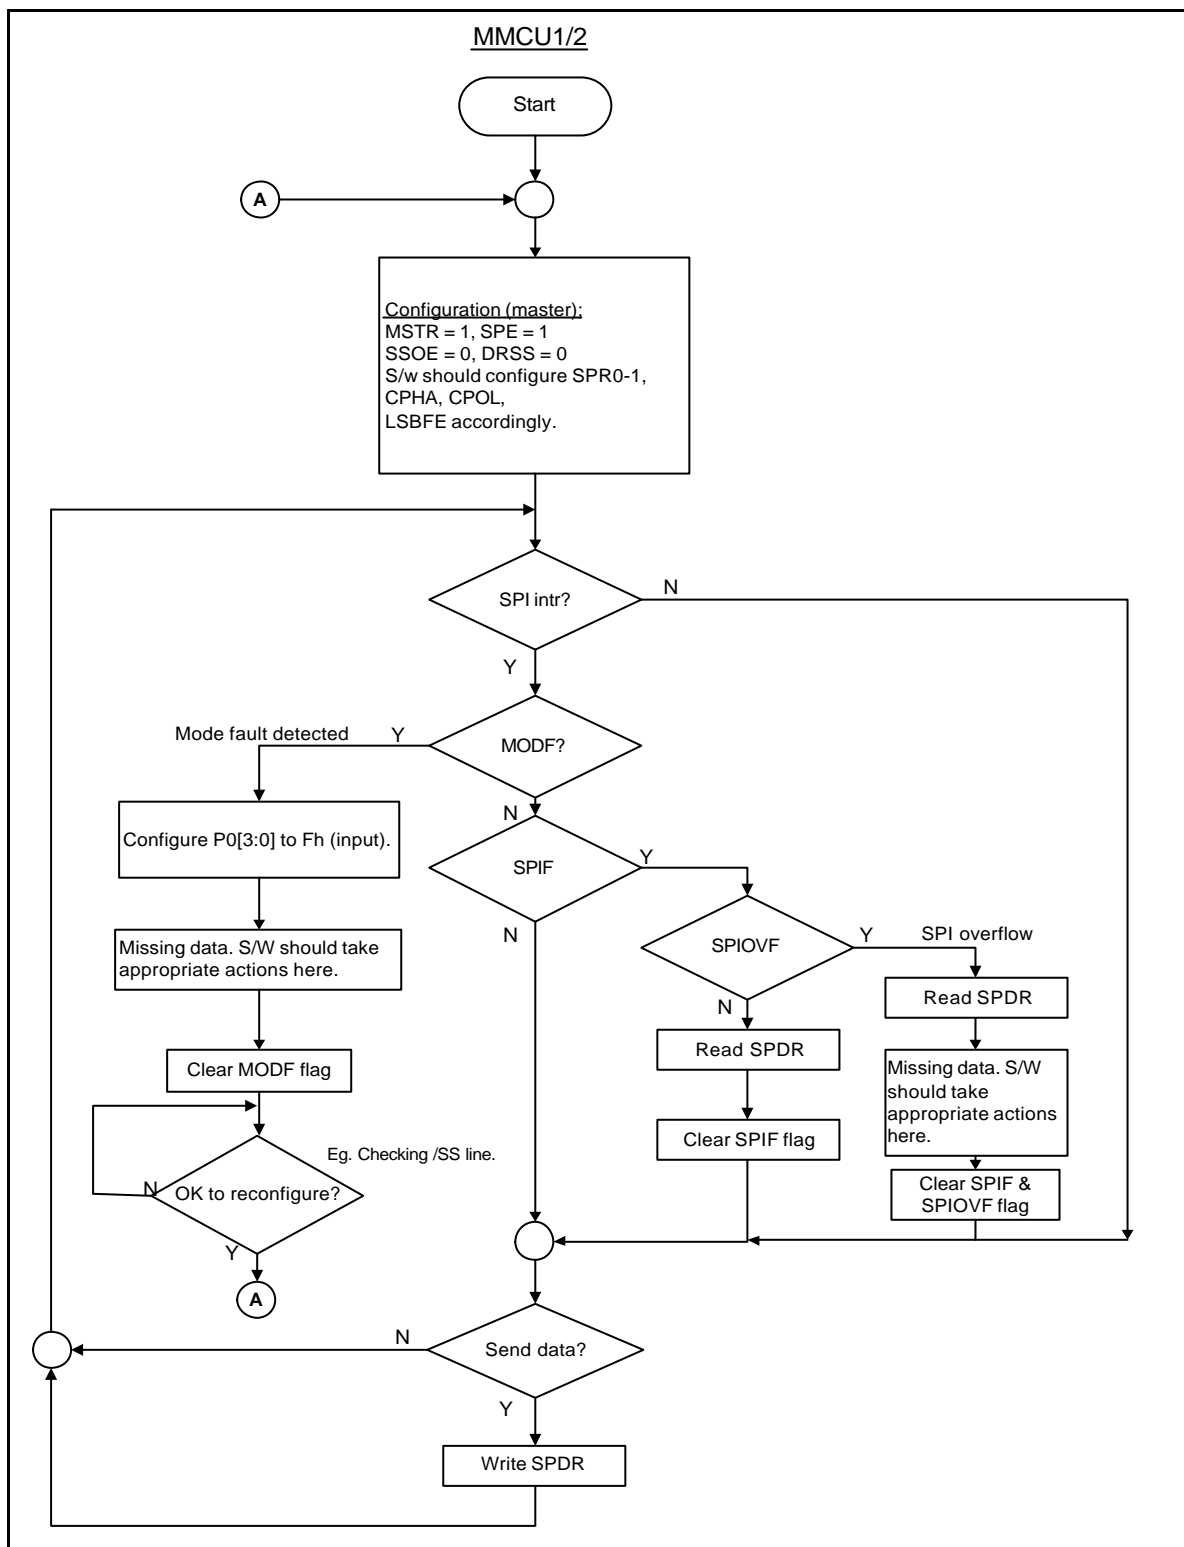 MMCU1/2
Start
A
Configuration (master):
MSTR = 1, SPE = 1
SSOE = 0, DRSS = 0
S/w should configure SPR0-1,
CPHA, CPOL,
LSBFE accordingly.
SPI intr?
N
Y
Mode fault detected
Y
MODF?
N
Configure P0[3:0] to Fh (input).
SPIF
Y
N
SPIOVF
Y
SPI overflow
N
Missing data. S/W should take
appropriate actions here.
Read SPDR
Read SPDR
Clear MODF flag
Missing data. S/W
should take
appropriate actions
here.
Clear SPIF flag
Eg. Checking /SS line.
N
OK to reconfigure?
Clear SPIF &
SPIOVF flag
Y
A
N
Send data?
Y
Write SPDR